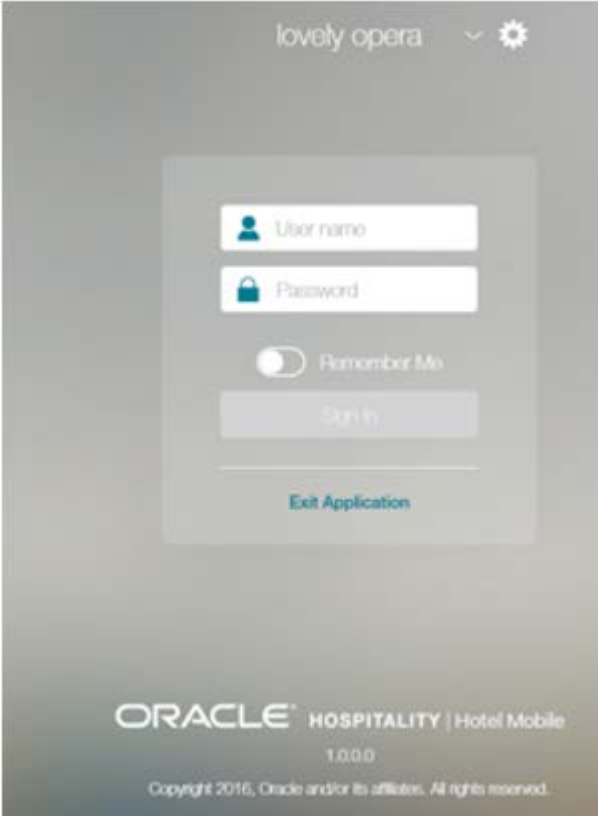 lovely opera
User name
Password
Remember Me
Sign In
Exit Application
ORACLE HOSPITALITY | Hotel Mobile
1.0.0.0
Copyright 2016, Oracle and/or its affiliates. All rights reserved.